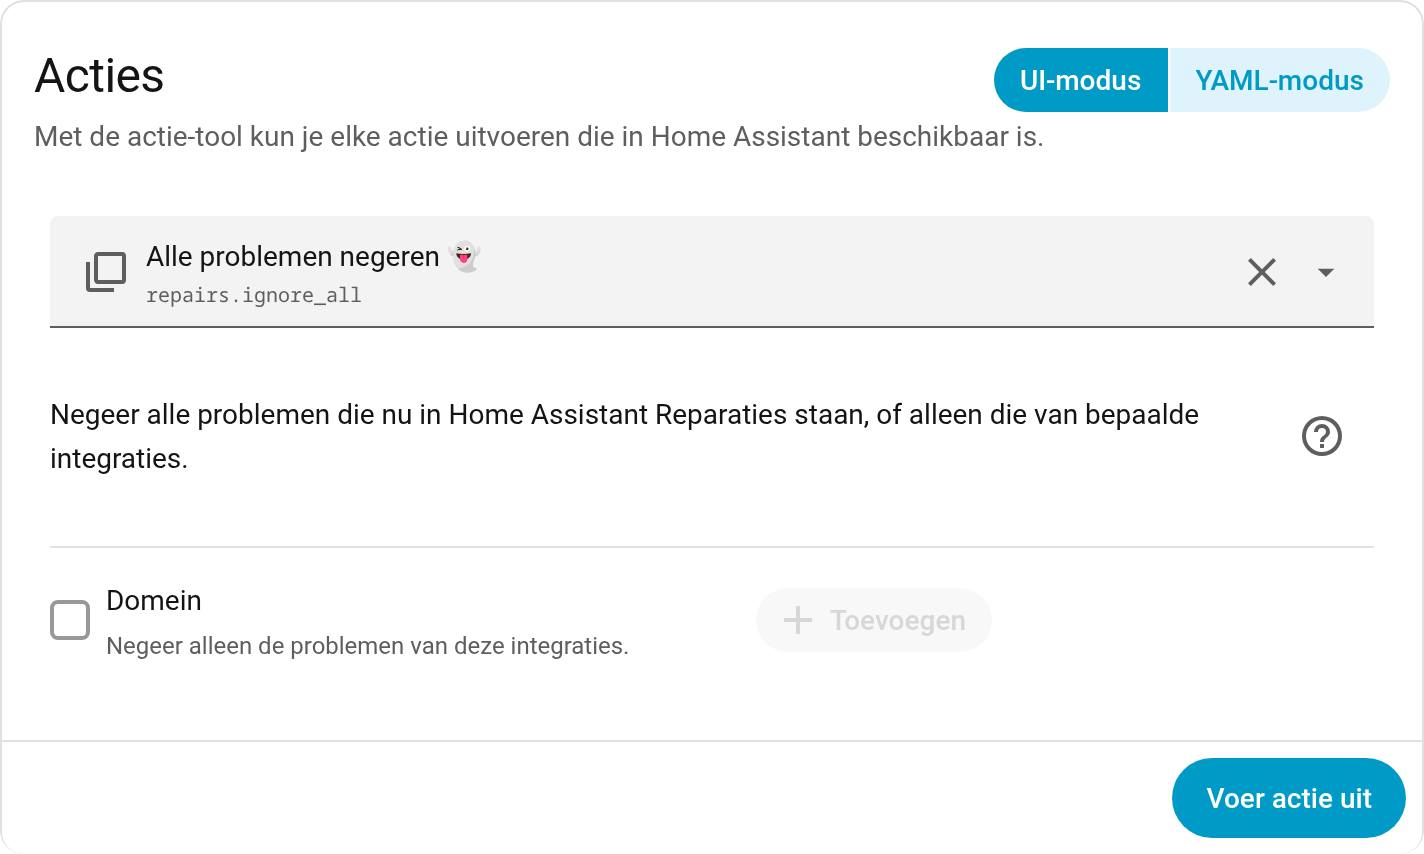 Acties
UI-modus
YAML-modus
Met de actie-tool kun je elke actie uitvoeren die in Home Assistant beschikbaar is.
Alle problemen negeren 👻
repairs.ignore_all
Negeer alle problemen die nu in Home Assistant Reparaties staan, of alleen die van bepaalde
integraties.
Domein
Negeer alleen de problemen van deze integraties.
Toevoegen
Voer actie uit